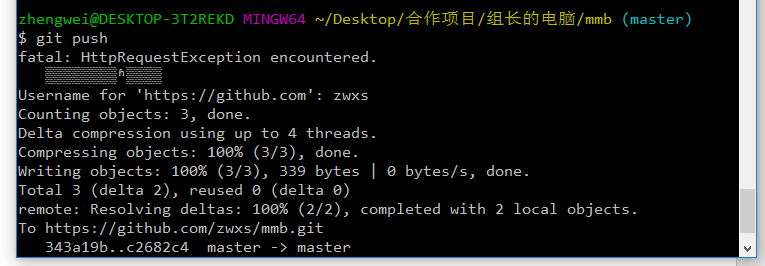 zhengwei@DESKTOP-3T2REKD MINGW64 ~/Desktop/合作项目/组长的电脑/mmb (master)
$ git push
fatal: HttpRequestException encountered.
Username for 'https://github.com': zwxs
Counting objects: 3, done.
Delta compression using up to 4 threads.
Compressing objects: 100% (3/3), done.
Writing objects: 100% (3/3), 339 bytes | 0 bytes/s, done.
Total 3 (delta 2), reused 0 (delta 0)
remote: Resolving deltas: 100% (2/2), completed with 2 local objects.
To https://github.com/zwxs/mmb.git
   343a19b..c2682c4  master -> master